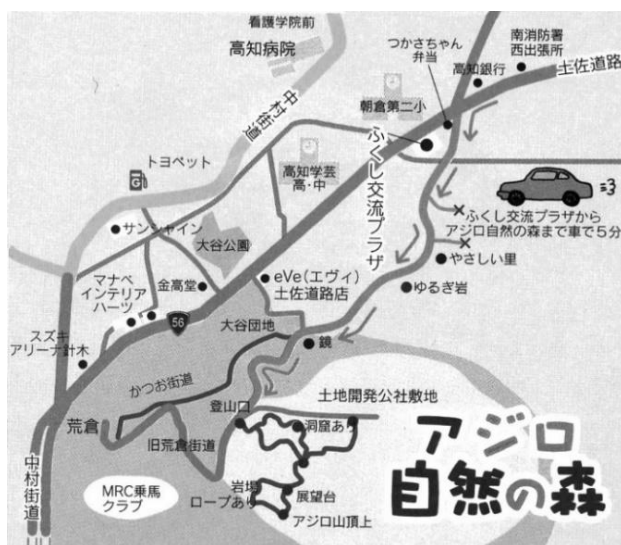 看護学院前
高知病院
中村街道
つかさちゃん
弁当
南消防署
西出張所
高知銀行
土佐道路
朝倉第二小
ふくし交流プラザ
トヨペット
G
高知学芸
高・中
サンシャイン
大谷公園
ふくし交流プラザから
アジロ自然の森まで車で5分
やさしい里
ゆるぎ岩
マナベ
インテリア
ハーツ
金高堂
eVe(エヴィ)
土佐道路店
56
大谷団地
鏡
スズキ
アリーナ針木
かつお街道
登山口
土地開発公社敷地
荒倉
旧荒倉街道
洞窟あり
中村街道
MRC乗馬
クラブ
岩場
ロープあり
展望台
アジロ山頂上
アジロ
自然の森